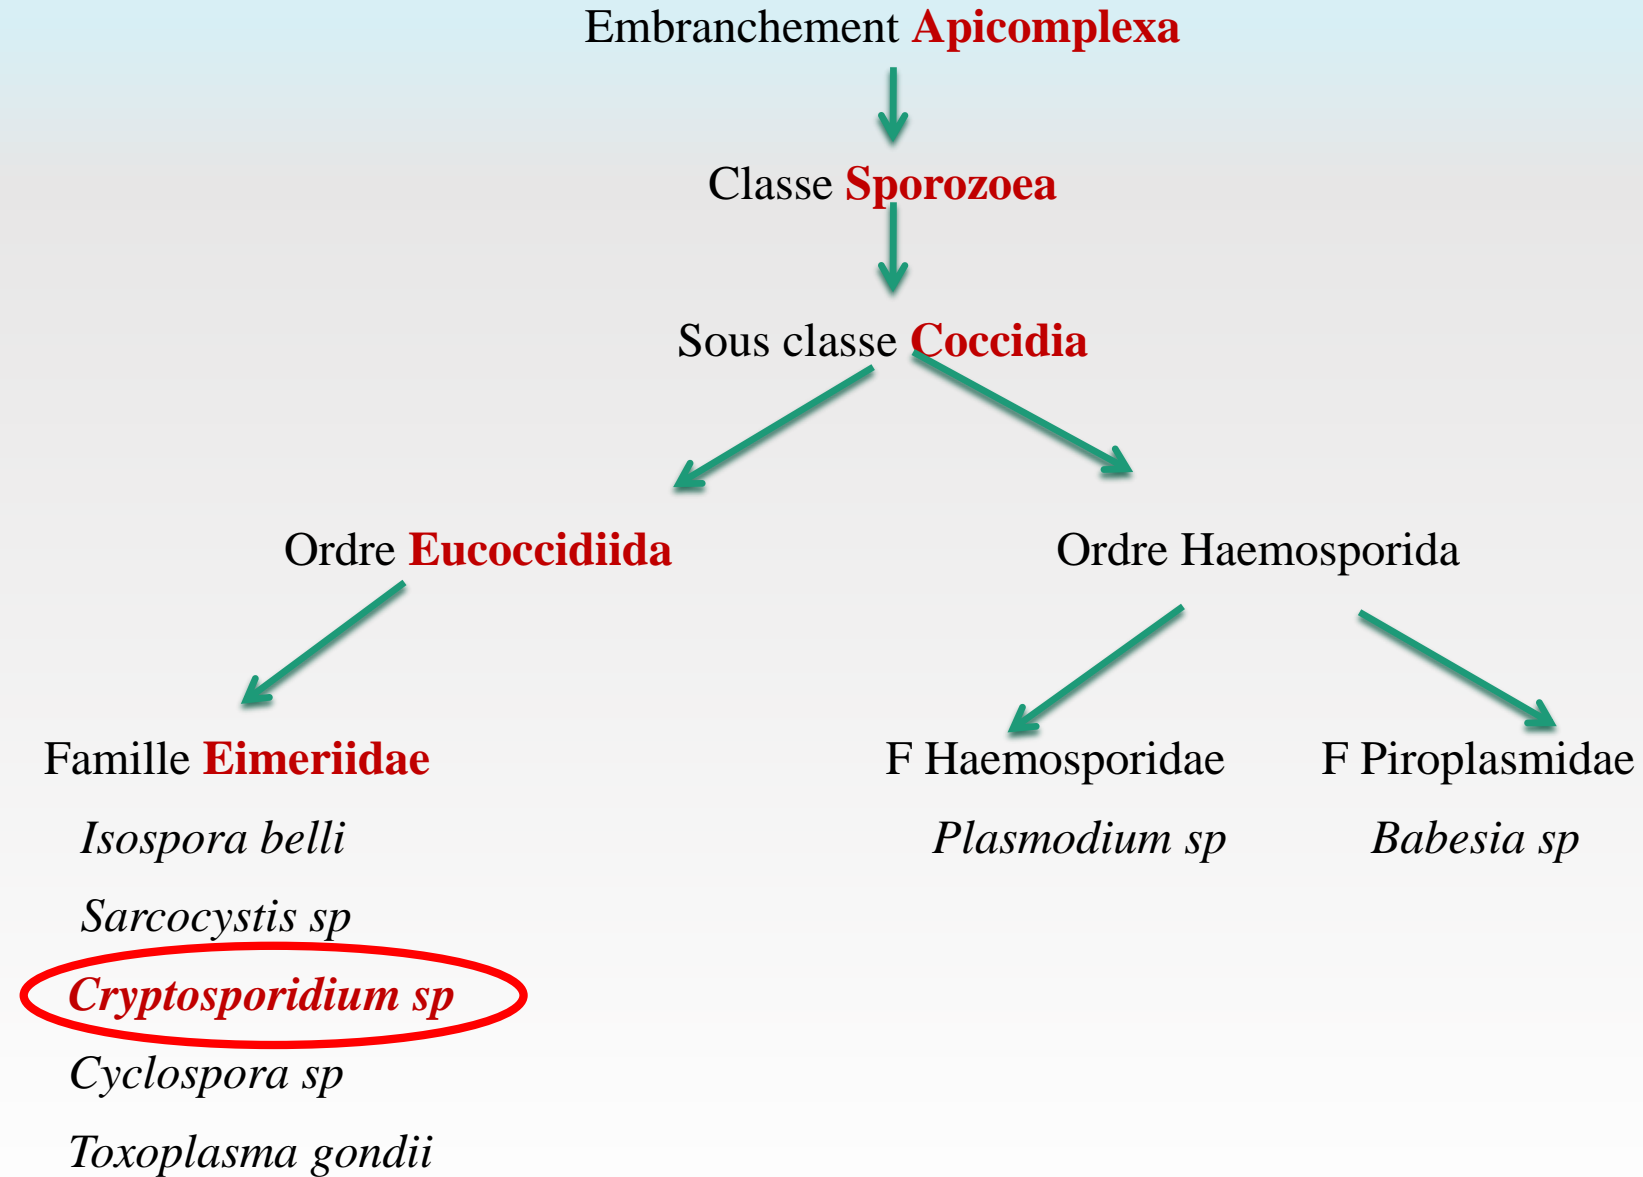 Embranchement Apicomplexa
Classe Sporozoea
Sous classe Coccidia
Ordre Eucoccidiida
Ordre Haemosporida
Famille Eimeriidae
F Haemosporidae
F Piroplasmidae
Isospora belli
Plasmodium sp
Babesia sp
Sarcocystis sp
Cryptosporidium sp
Cyclospora sp
Toxoplasma gondii